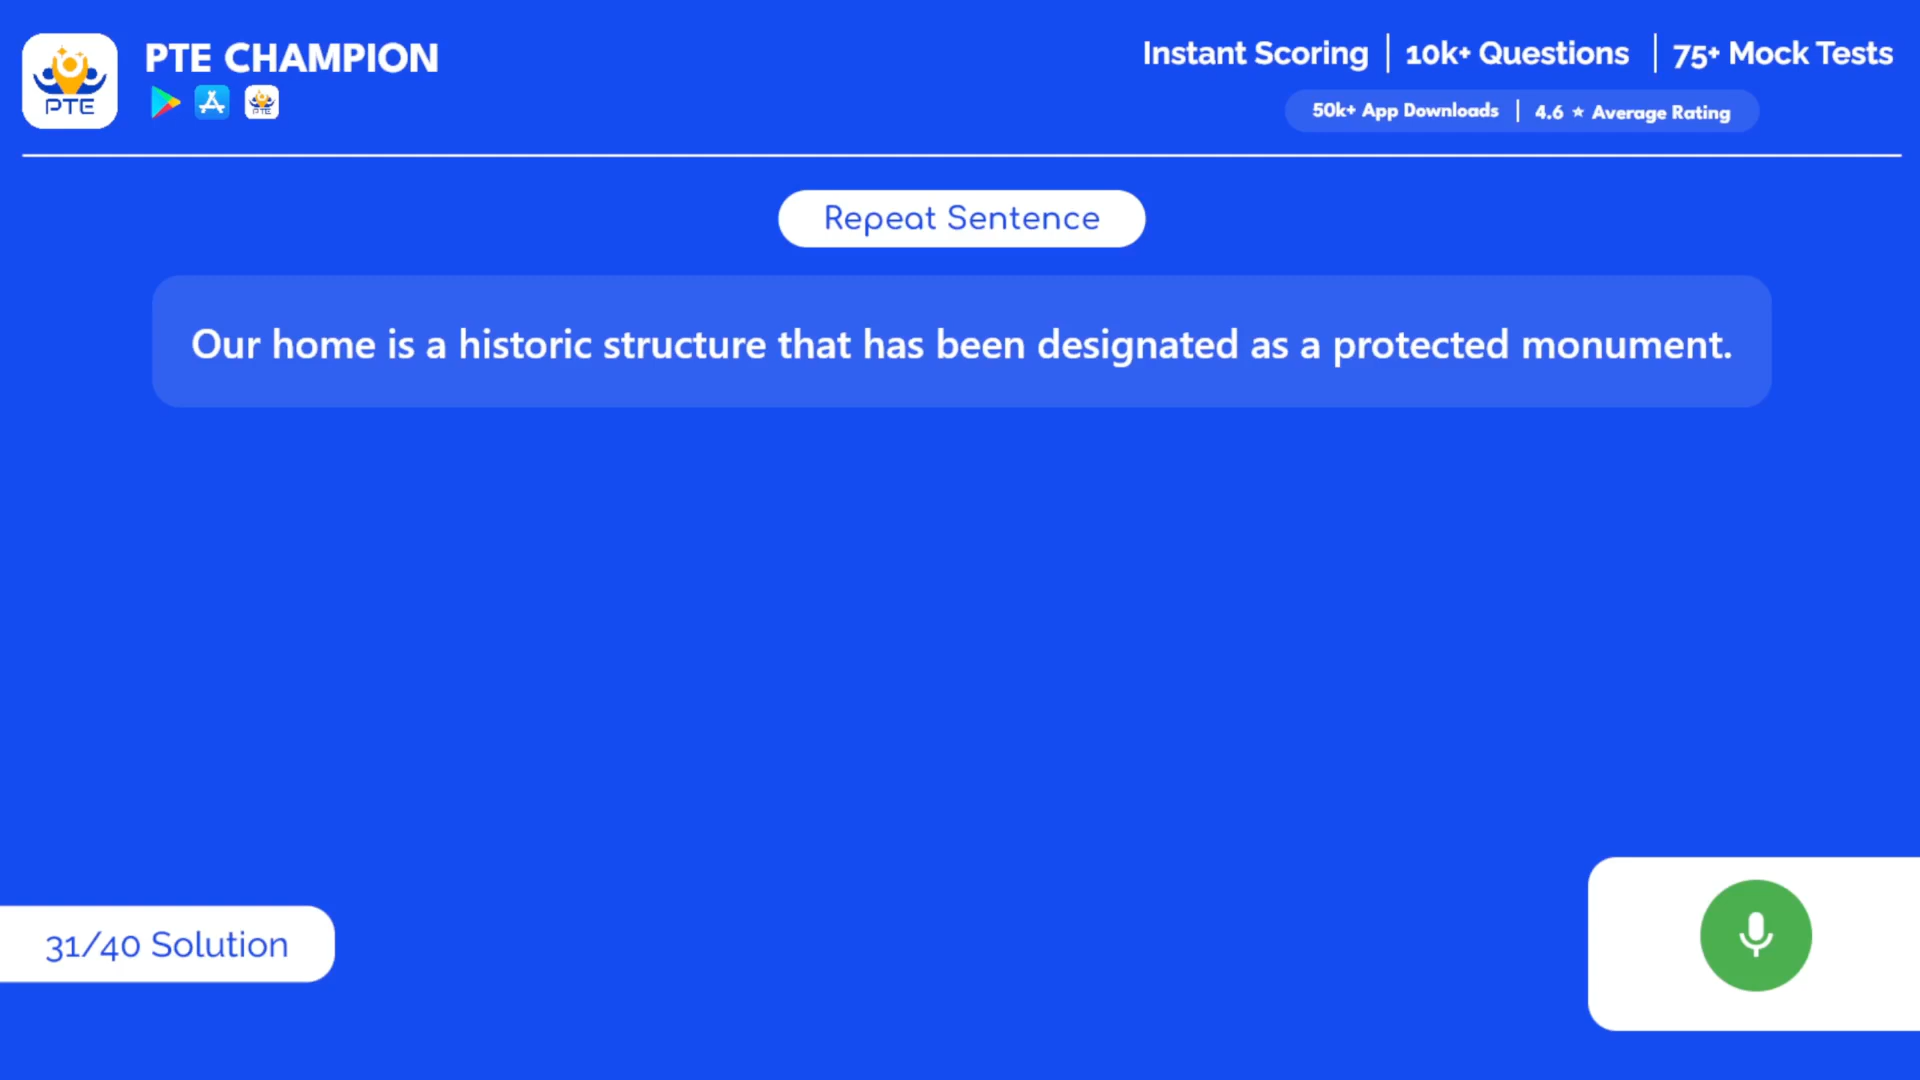 PTE CHAMPION
PTE
PTE
Instant Scoring | 10k+ Questions | 75+ Mock Tests
50k+ App Downloads | 4.6 ★ Average Rating
Repeat Sentence
Our home is a historic structure that has been designated as a protected monument.
31/40 Solution